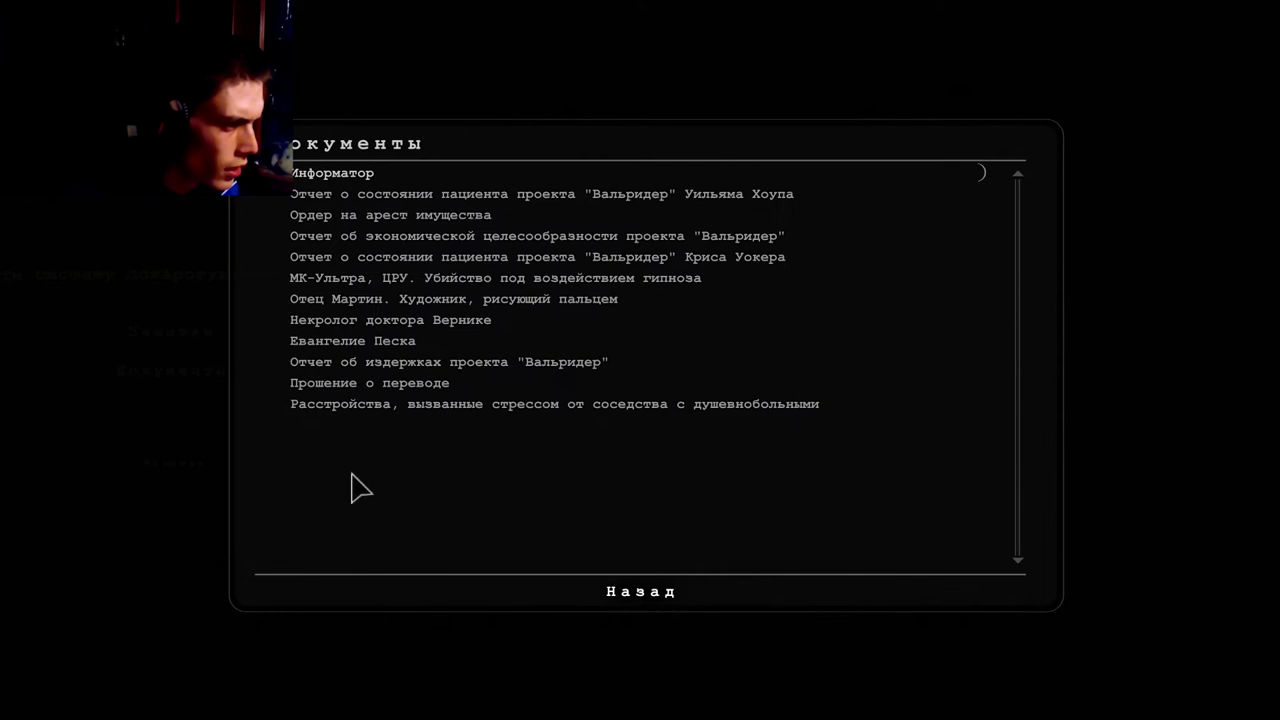 окументы
Информатор
Отчет о состоянии пациента проекта "Вальридер" Уильяма Хоупа
Ордер на арест имущества
Отчет об экономической целесообразности проекта "Вальридер"
Отчет о состоянии пациента проекта "Вальридер" Криса Уокера
МК-Ультра, ЦРУ. Убийство под воздействием гипноза
Отец Мартин. Художник, рисующий пальцем
Некролог доктора Вернике
Евангелие Песка
Отчет об издержках проекта "Вальридер"
Прошение о переводе
Расстройства, вызванные стрессом от соседства с душевнобольными
Назад